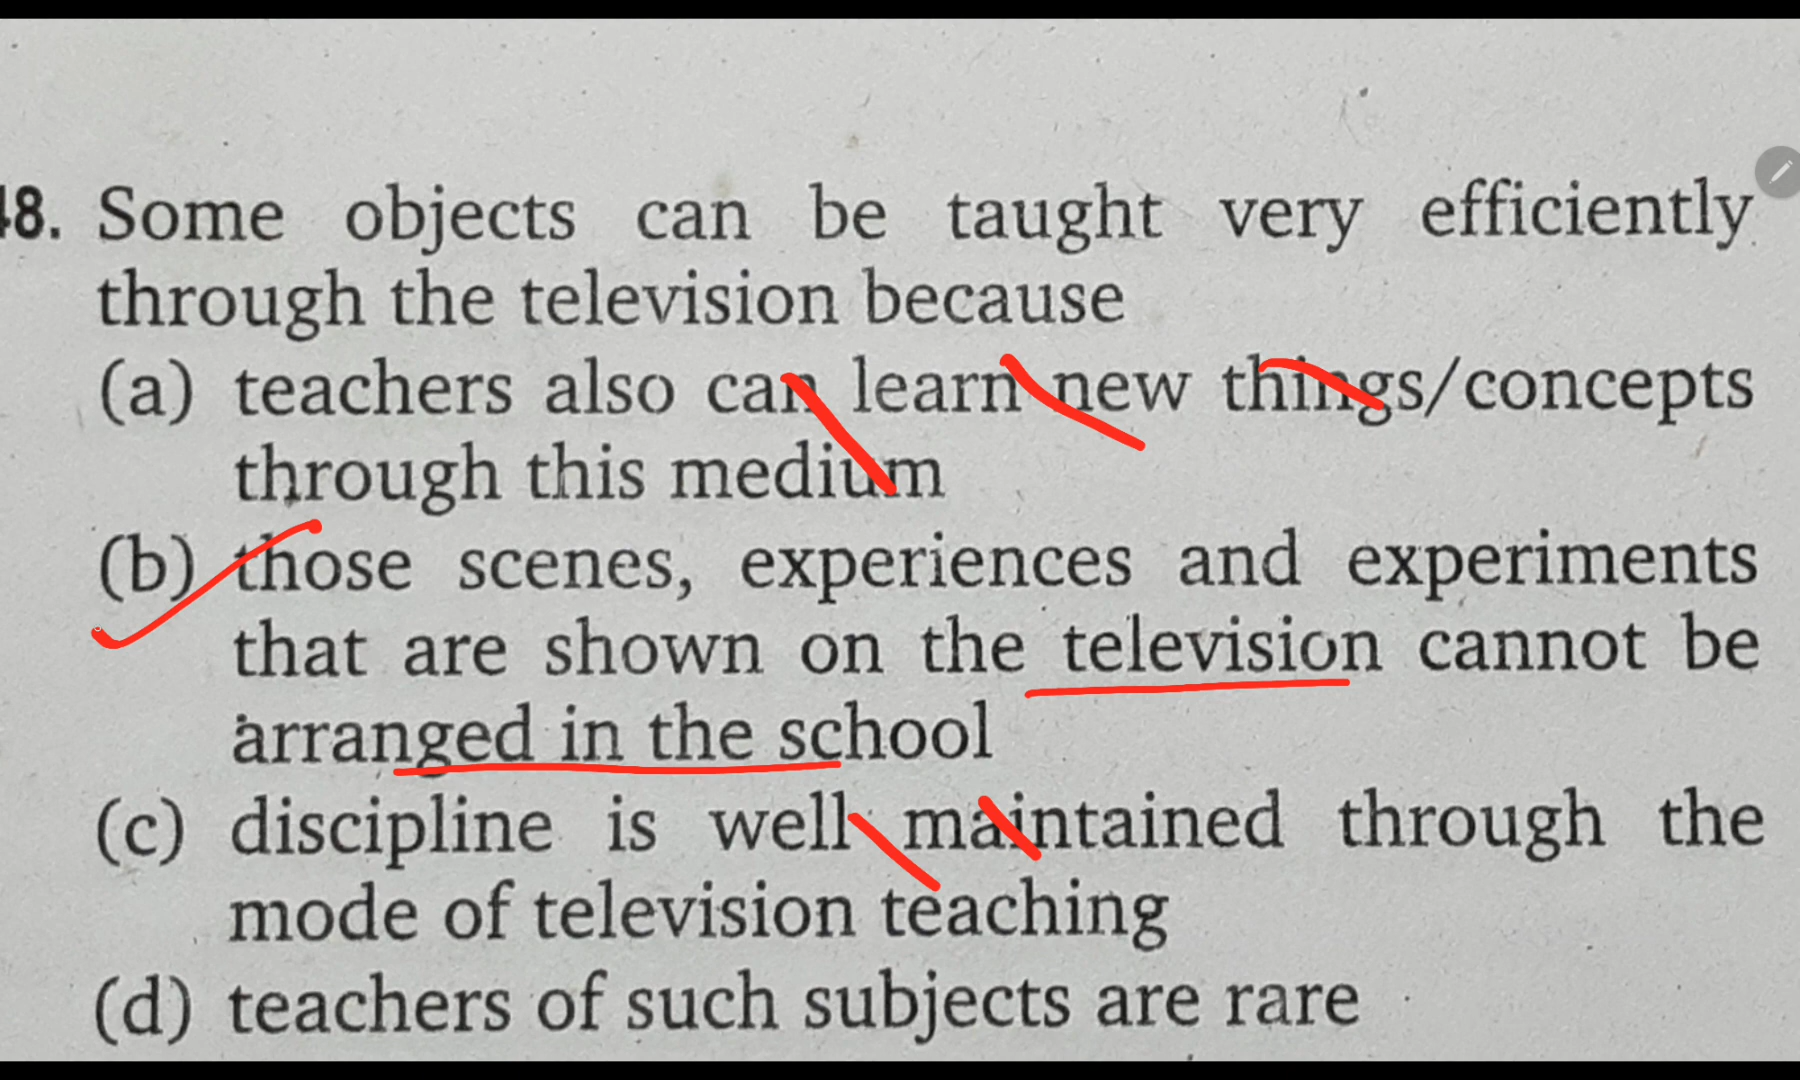 48. Some objects can be taught very efficiently
through the television because
(a) teachers also can learn new things/concepts
through this medium
(b) those scenes, experiences and experiments
that are shown on the television cannot be
arranged in the school
(c) discipline is well maintained through the
mode of television teaching
(d) teachers of such subjects are rare